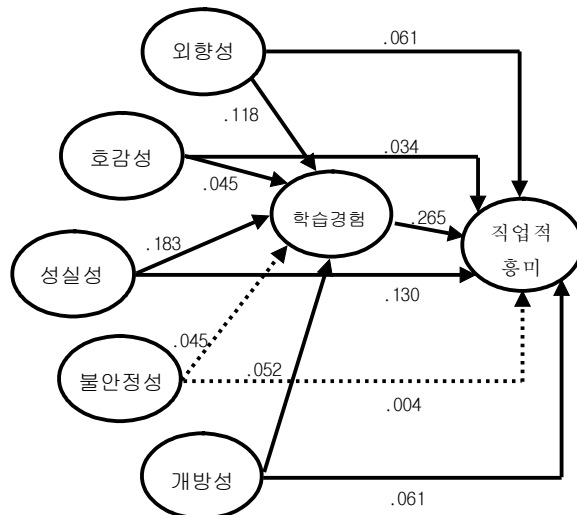 외향성
.061
.118
호감성
.034
.045
학습경험
.265
직업적
흥미
.183
성실성
.130
.045
.052
불안정성
.004
개방성
.061